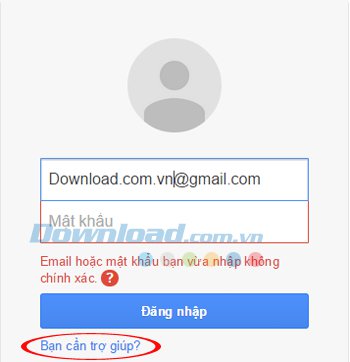 Download.com.vn@gmail.com
Mật khẩu
Download.com.vn
Email hoặc mật khẩu bạn vừa nhập không
chính xác. ?
Đăng nhập
Bạn cần trợ giúp?